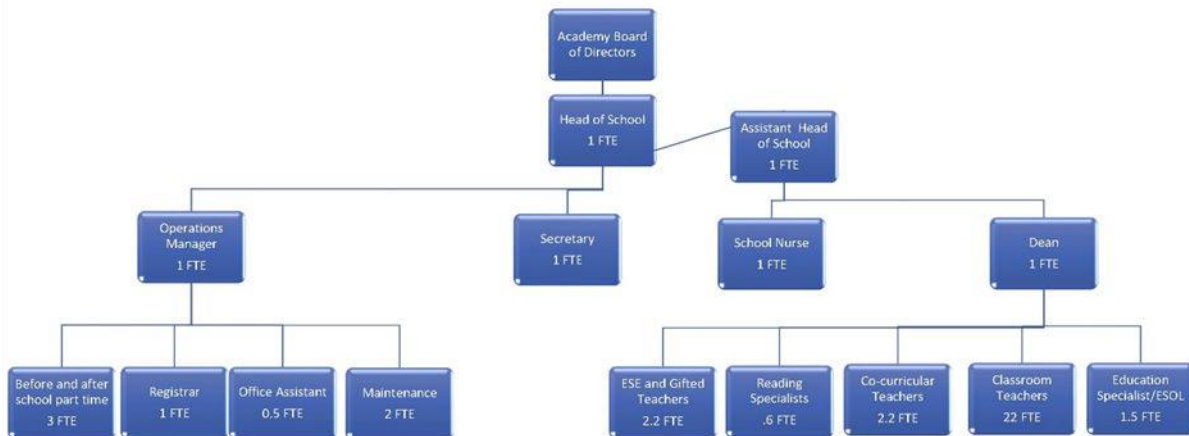 Academy Board
of Directors
Head of School
1 FTE
Assistant Head
of School
1 FTE
Operations
Manager
1 FTE
Secretary
1 FTE
School Nurse
1 FTE
Dean
1 FTE
Before and after
school part time
3 FTE
Registrar
1 FTE
Office Assistant
0.5 FTE
Maintenance
2 FTE
ESE and Gifted
Teachers
2.2 FTE
Reading
Specialists
.6 FTE
Co-curricular
Teachers
2.2 FTE
Classroom
Teachers
22 FTE
Education
Specialist/ESOL
1.5 FTE